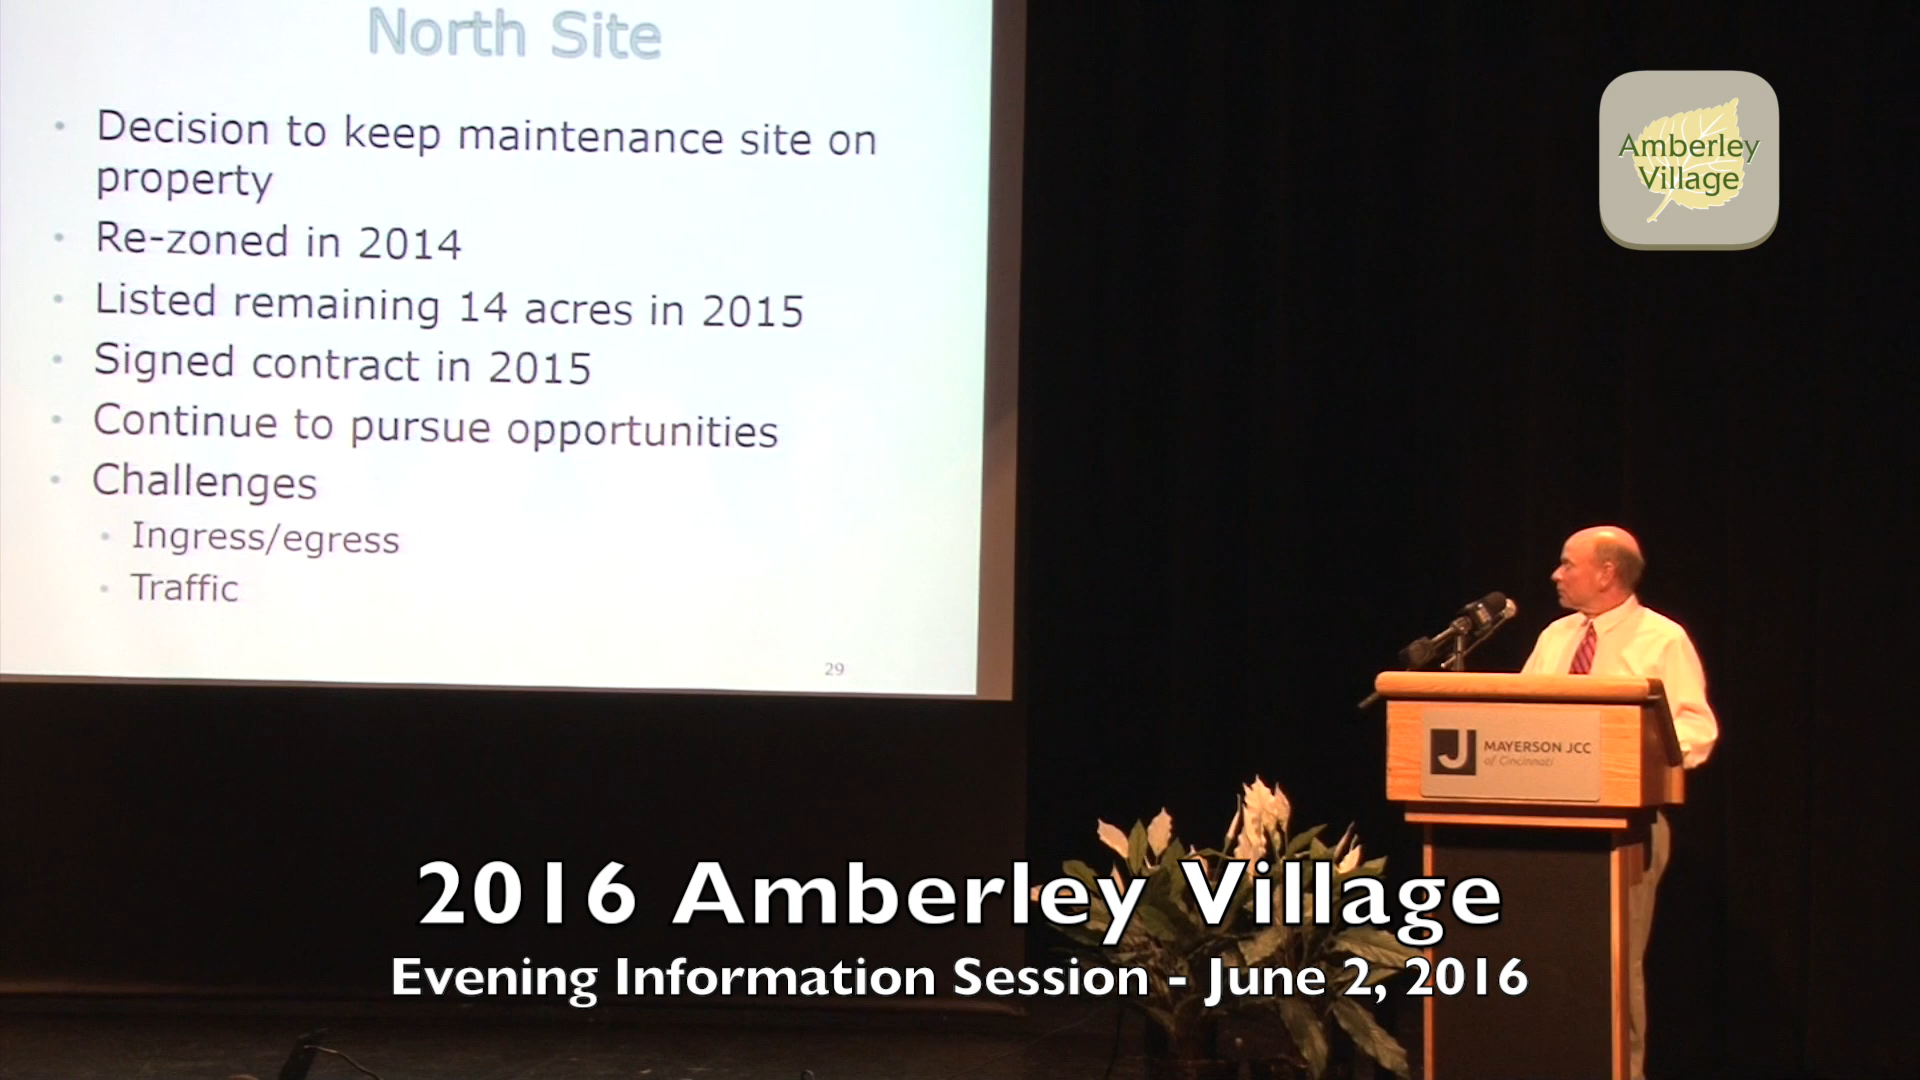 North Site
• Decision to keep maintenance site on
property
• Re-zoned in 2014
• Listed remaining 14 acres in 2015
• Signed contract in 2015
• Continue to pursue opportunities
• Challenges
• Ingress/egress
• Traffic
29
Amberley
Village
J MAYERSON JCC
of Cincinnati
2016 Amberley Village
Evening Information Session - June 2, 2016